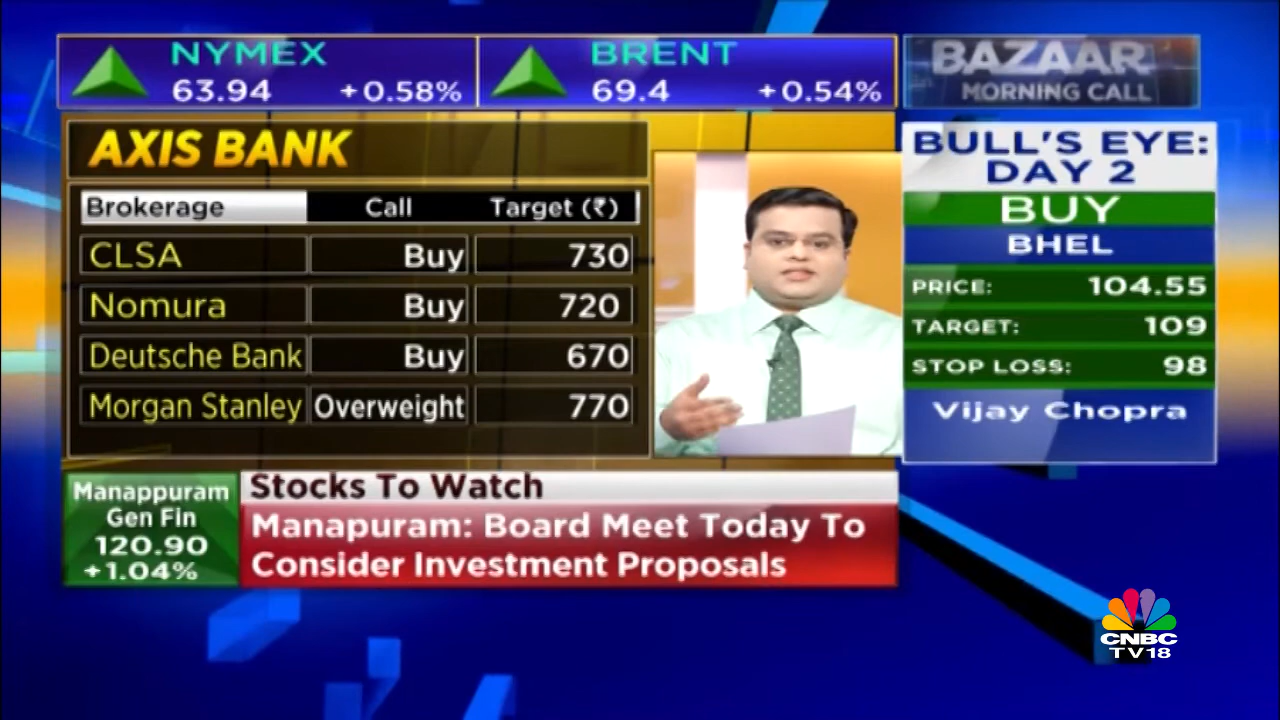 NYMEX
63.94 +0.58%
BRENT
69.4 +0.54%
BAZAAR
MORNING CALL
AXIS BANK
Brokerage Call Target (₹)
CLSA Buy 730
Nomura Buy 720
Deutsche Bank Buy 670
Morgan Stanley Overweight 770
BULL'S EYE:
DAY 2
BUY
BHEL
PRICE: 104.55
TARGET: 109
STOP LOSS: 98
Vijay Chopra
Manappuram
Gen Fin
120.90
+1.04%
Stocks To Watch
Manapuram: Board Meet Today To
Consider Investment Proposals
CNBC
TV18